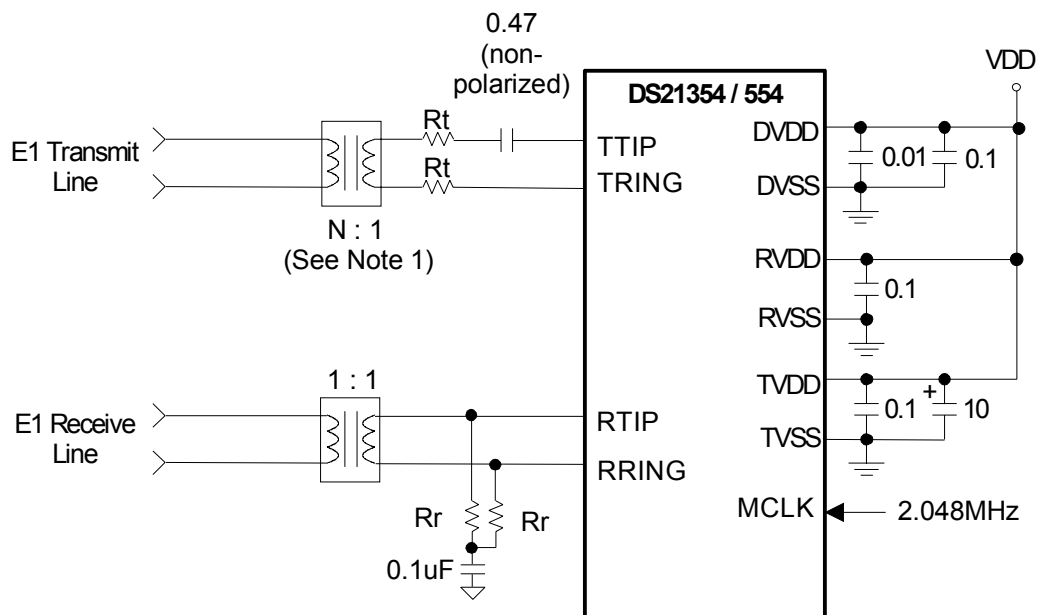 0.47
(non-
polarized)
VDD
DS21354 / 554
Rt
DVDD
E1 Transmit
Line
TTIP
0.01
0.1
Rt
TRING
DVSS
N : 1
(See Note 1)
RVDD
0.1
RVSS
1 : 1
TVDD
+
0.1
10
E1 Receive
Line
RTIP
TVSS
RRING
Rr
Rr
MCLK
2.048MHz
0.1uF